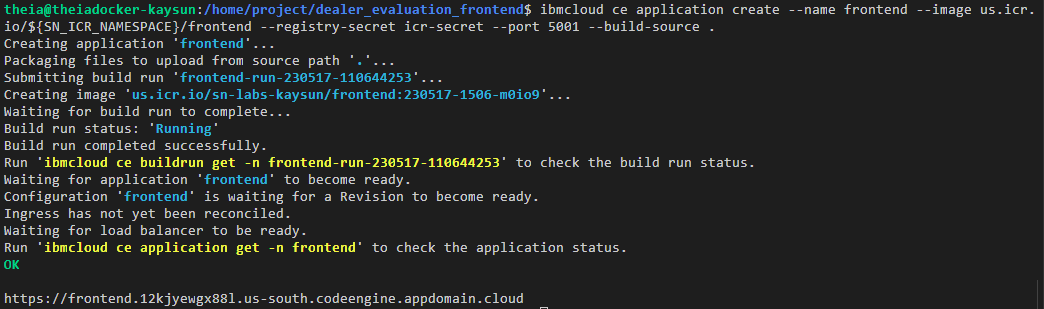 theia@theiadocker-kaysun:/home/project/dealer_evaluation_frontend$ ibmcloud ce application create --name frontend --image us.icr.
io/${SN_ICR_NAMESPACE}/frontend --registry-secret icr-secret --port 5001 --build-source .
Creating application 'frontend'...
Packaging files to upload from source path '.'...
Submitting build run 'frontend-run-230517-110644253'...
Creating image 'us.icr.io/sn-labs-kaysun/frontend:230517-1506-m0io9'...
Waiting for build run to complete...
Build run status: 'Running'
Build run completed successfully.
Run 'ibmcloud ce buildrun get -n frontend-run-230517-110644253' to check the build run status.
Waiting for application 'frontend' to become ready.
Configuration 'frontend' is waiting for a Revision to become ready.
Ingress has not yet been reconciled.
Waiting for load balancer to be ready.
Run 'ibmcloud ce application get -n frontend' to check the application status.
OK
https://frontend.12kjyewgx88l.us-south.codeengine.appdomain.cloud